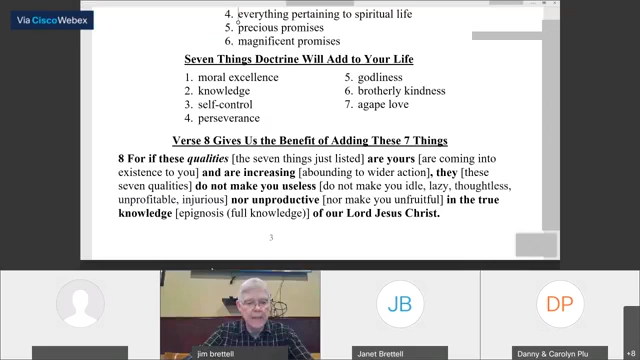 Via Cisco Webex
4. everything pertaining to spiritual life
5. precious promises
6. magnificent promises
Seven Things Doctrine Will Add to Your Life
1. moral excellence
2. knowledge
3. self-control
4. perseverance
5. godliness
6. brotherly kindness
7. agape love
Verse 8 Gives Us the Benefit of Adding These 7 Things
8 For if these qualities [the seven things just listed] are yours [are coming into
existence to you] and are increasing [abounding to wider action], they [these
seven qualities] do not make you useless [do not make you idle, lazy, thoughtless,
unprofitable, injurious] nor unproductive [nor make you unfruitful] in the true
knowledge [epignosis (full knowledge)] of our Lord Jesus Christ.
3
JB
DP
jim brettell
Janet Brettell
Danny & Carolyn Plu
+8